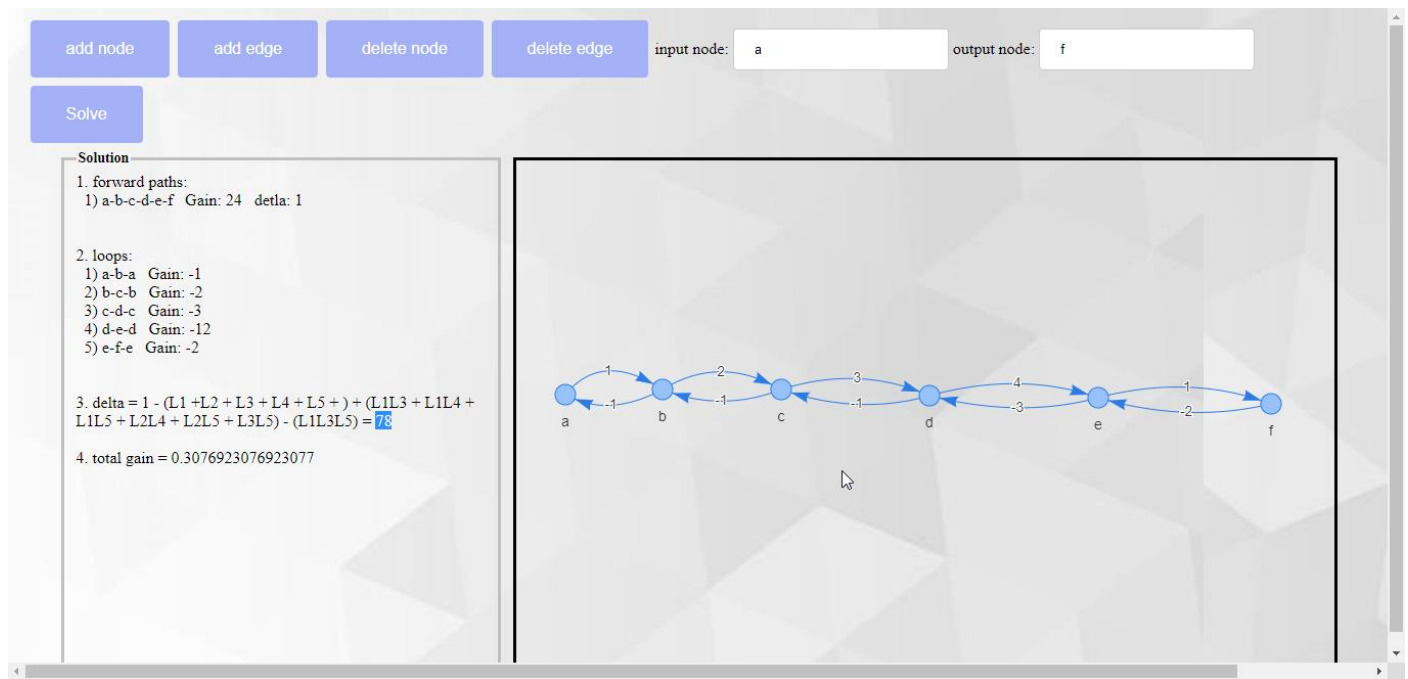 add node add edge delete node delete edge input node: a output node: f
Solve
Solution
1. forward paths:
1) a-b-c-d-e-f Gain: 24 detla: 1
2. loops:
1) a-b-a Gain: -1
2) b-c-b Gain: -2
3) c-d-c Gain: -3
4) d-e-d Gain: -12
5) e-f-e Gain: -2
3. delta = 1 - (L1 +L2 + L3 + L4 + L5 + ) + (L1L3 + L1L4 +
L1L5 + L2L4 + L2L5 + L3L5) - (L1L3L5) = 78
4. total gain = 0.3076923076923077
1 2 3 4 1
-1 -1 -1 -3 -2
a b c d e f